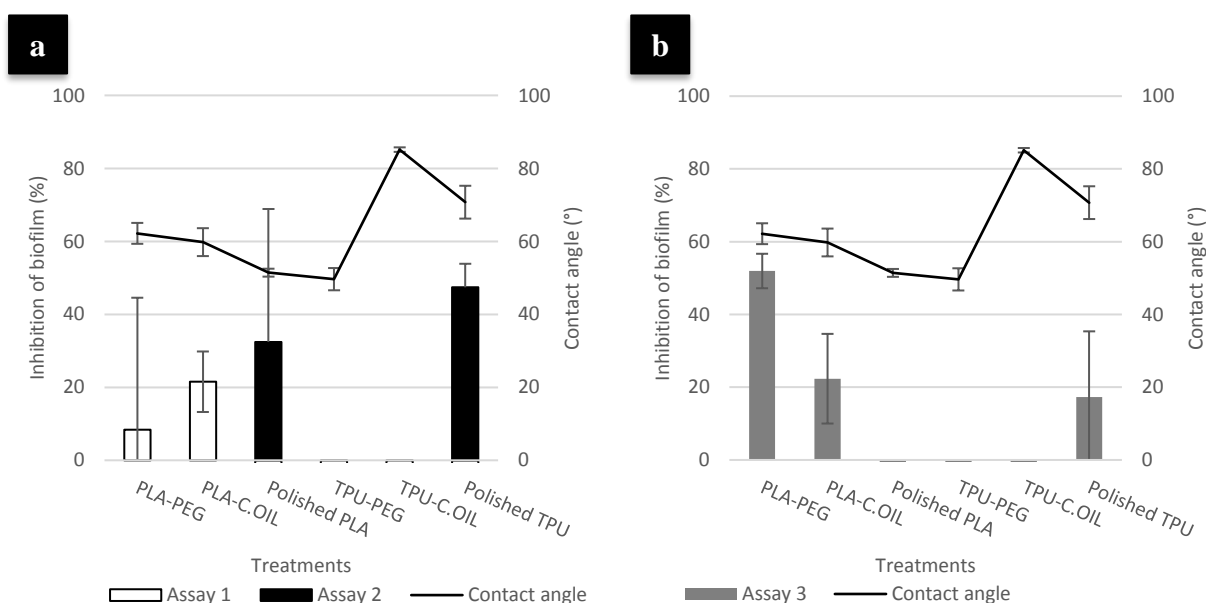 a
100
80
60
40
20
0
Inhibition of biofilm (%)
100
80
60
40
20
0
Contact angle (°)
PLA-PEG
PLA-C.OIL
Polished PLA
TPU-PEG
TPU-C.OIL
Polished TPU
Treatments
Assay 1 Assay 2 Contact angle
b
100
80
60
40
20
0
Inhibition of biofilm (%)
100
80
60
40
20
0
Contact angle (°)
PLA-PEG
PLA-C.OIL
Polished PLA
TPU-PEG
TPU-C.OIL
Polished TPU
Treatments
Assay 3 Contact angle